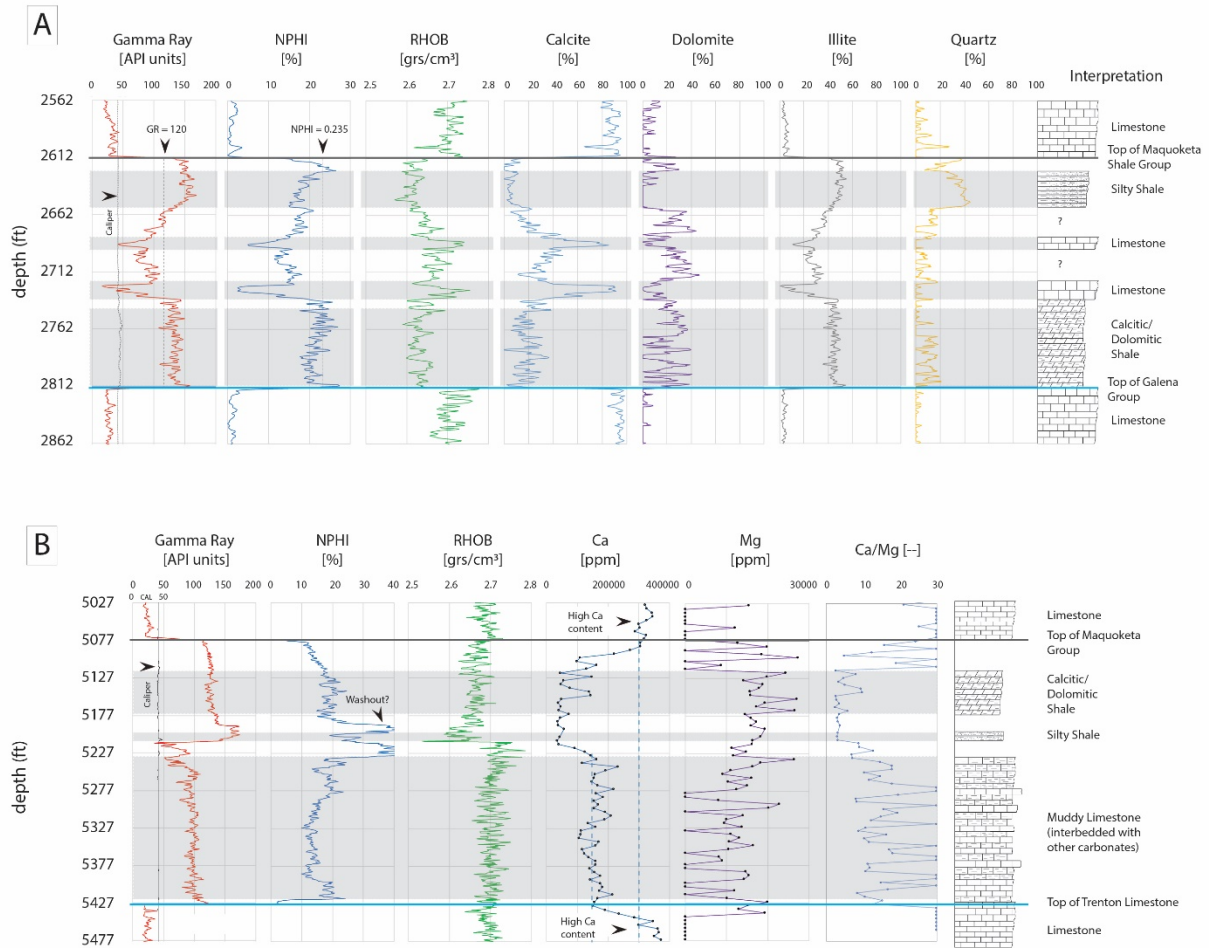 A
Gamma Ray NPHI RHOB Calcite Dolomite Illite Quartz
[API units] [%] [grs/cm³] [%] [%] [%] [%]
Interpretation
0 50 100 150 200 0 10 20 30 2.5 2.6 2.7 2.8 0 20 40 60 80 100 0 20 40 60 80 100 0 20 40 60 80 100 0 20 40 60 80 100
depth (ft)
2562
GR = 120
NPHI = 0.235
Limestone
2612
Top of Maquoketa
Shale Group
Silty Shale
Caliper
2662
?
Limestone
2712
?
Limestone
2762
Calcitic/
Dolomitic
Shale
2812
Top of Galena
Group
Limestone
2862
B
Gamma Ray NPHI RHOB Ca Mg Ca/Mg [--]
[API units] [%] [grs/cm³] [ppm] [ppm]
0 50 100 150 200 0 10 20 30 40 2.5 2.6 2.7 2.8 0 200000 400000 0 30000 0 10 20 30
0 CAL 50
depth (ft)
5027
High Ca
content
Limestone
5077
Top of Maquoketa
Group
5127
Caliper
Calcitic/
Dolomitic
Shale
Washout?
5177
Silty Shale
5227
5277
5327
Muddy Limestone
(interbedded with
other carbonates)
5377
5427
Top of Trenton Limestone
High Ca
content
Limestone
5477